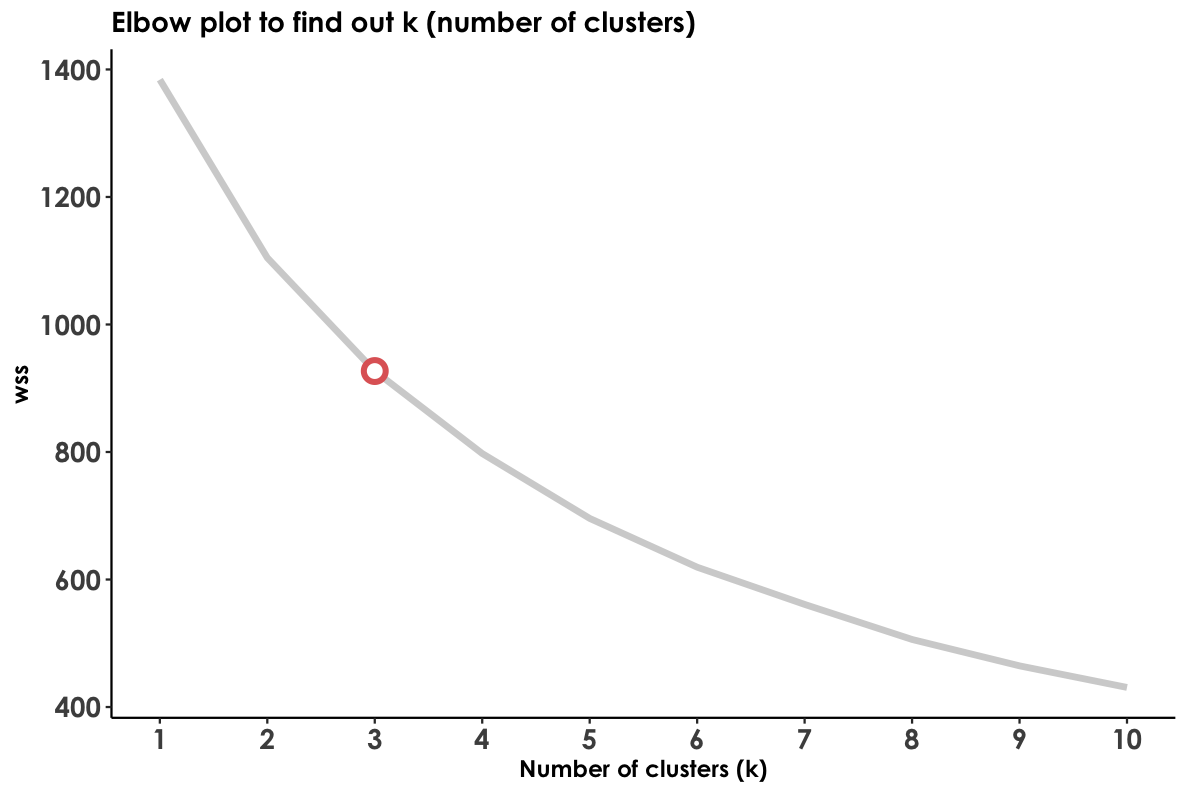 Elbow plot to find out k (number of clusters)
1400
1200
1000
800
600
400
wss
1 2 3 4 5 6 7 8 9 10
Number of clusters (k)